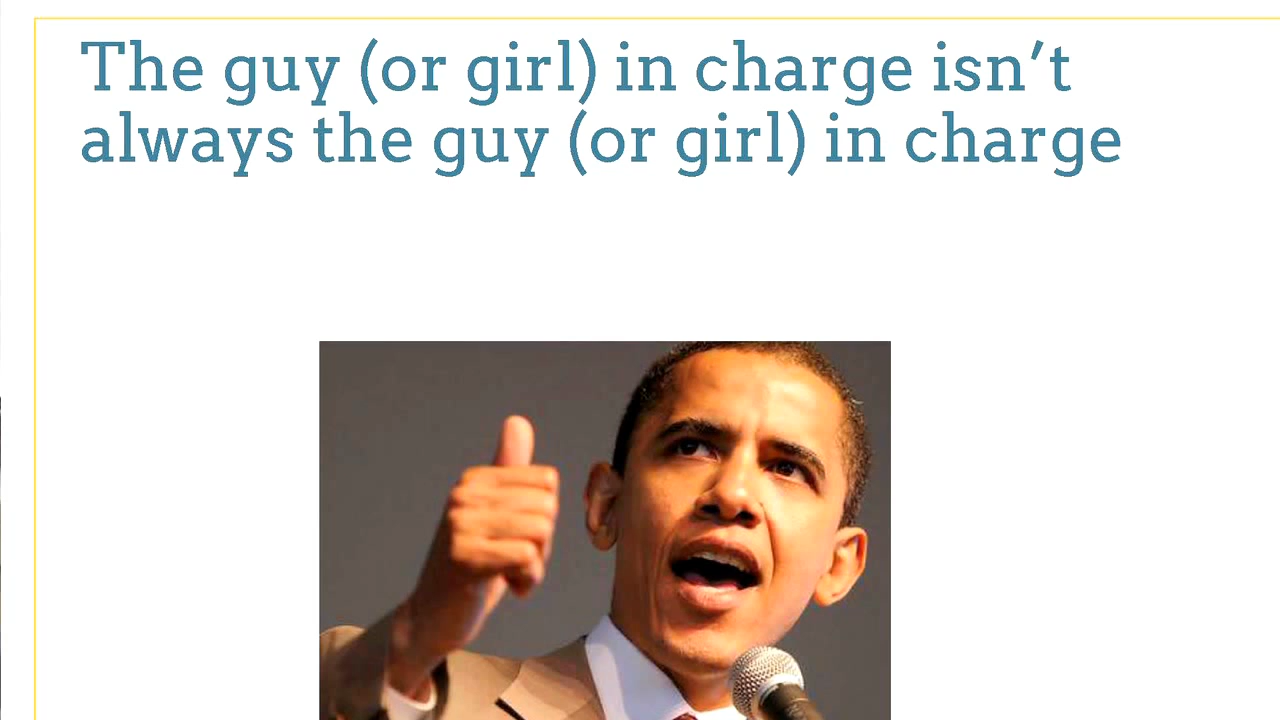 The guy (or girl) in charge isn’t
always the guy (or girl) in charge